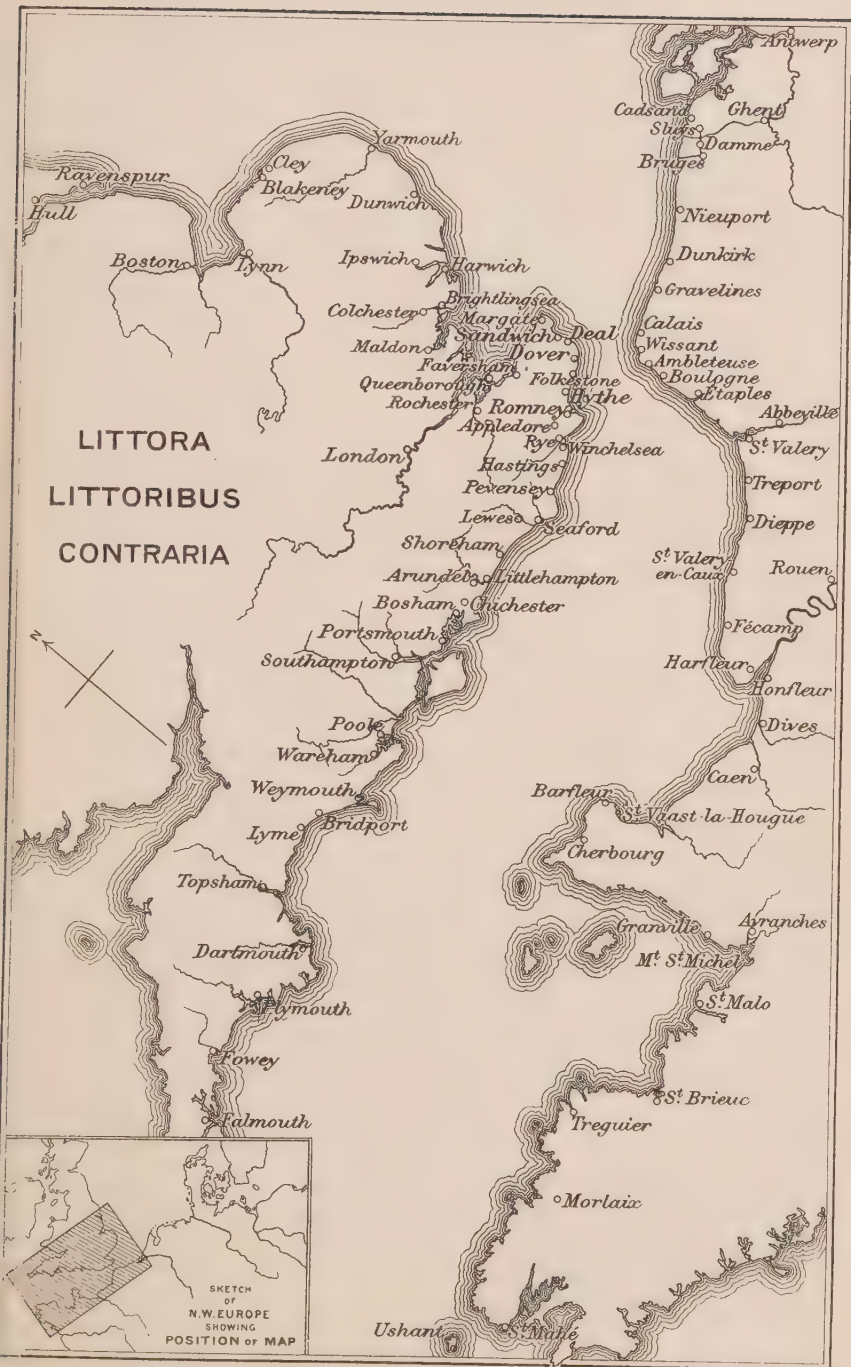 Antwerp
Cadsand
Ghent
Sluys
Damme
Bruges
Yarmouth
Cley
Blakeney
Ravenspur
Dunwich
Hull
Nieuport
Boston
Lynn
Ipswich
Harwich
Dunkirk
Gravelines
Brightlingsea
Colchester
Margate
Sandwich
Deal
Calais
Maldon
Dover
Wissant
Faversham
Ambleteuse
Queenborough
Folkestone
Boulogne
Rochester
Hythe
Étaples
Romney
Appledore
Abbeville
Rye
Winchelsea
St. Valery
London
Hastings
Pevensey
Treport
LITTORA
LITTORIBUS
CONTRARIA
Lewes
Seaford
Dieppe
Shoreham
St. Valery
en-Caux
Rouen
Arundel
Littlehampton
Bosham
Chichester
Portsmouth
Fécamp
Southampton
Harfleur
Honfleur
N
Poole
Dives
Wareham
Weymouth
Caen
Barfleur
St. Vaast-la-Hougue
Lyme
Bridport
Cherbourg
Topsham
Granville
Avranches
Dartmouth
Mt. St. Michel
Plymouth
St. Malo
Fowey
St. Brieuc
Falmouth
Treguier
Morlaix
SKETCH
OF
N.W. EUROPE
SHOWING
POSITION OF MAP
Ushant
St. Mahé